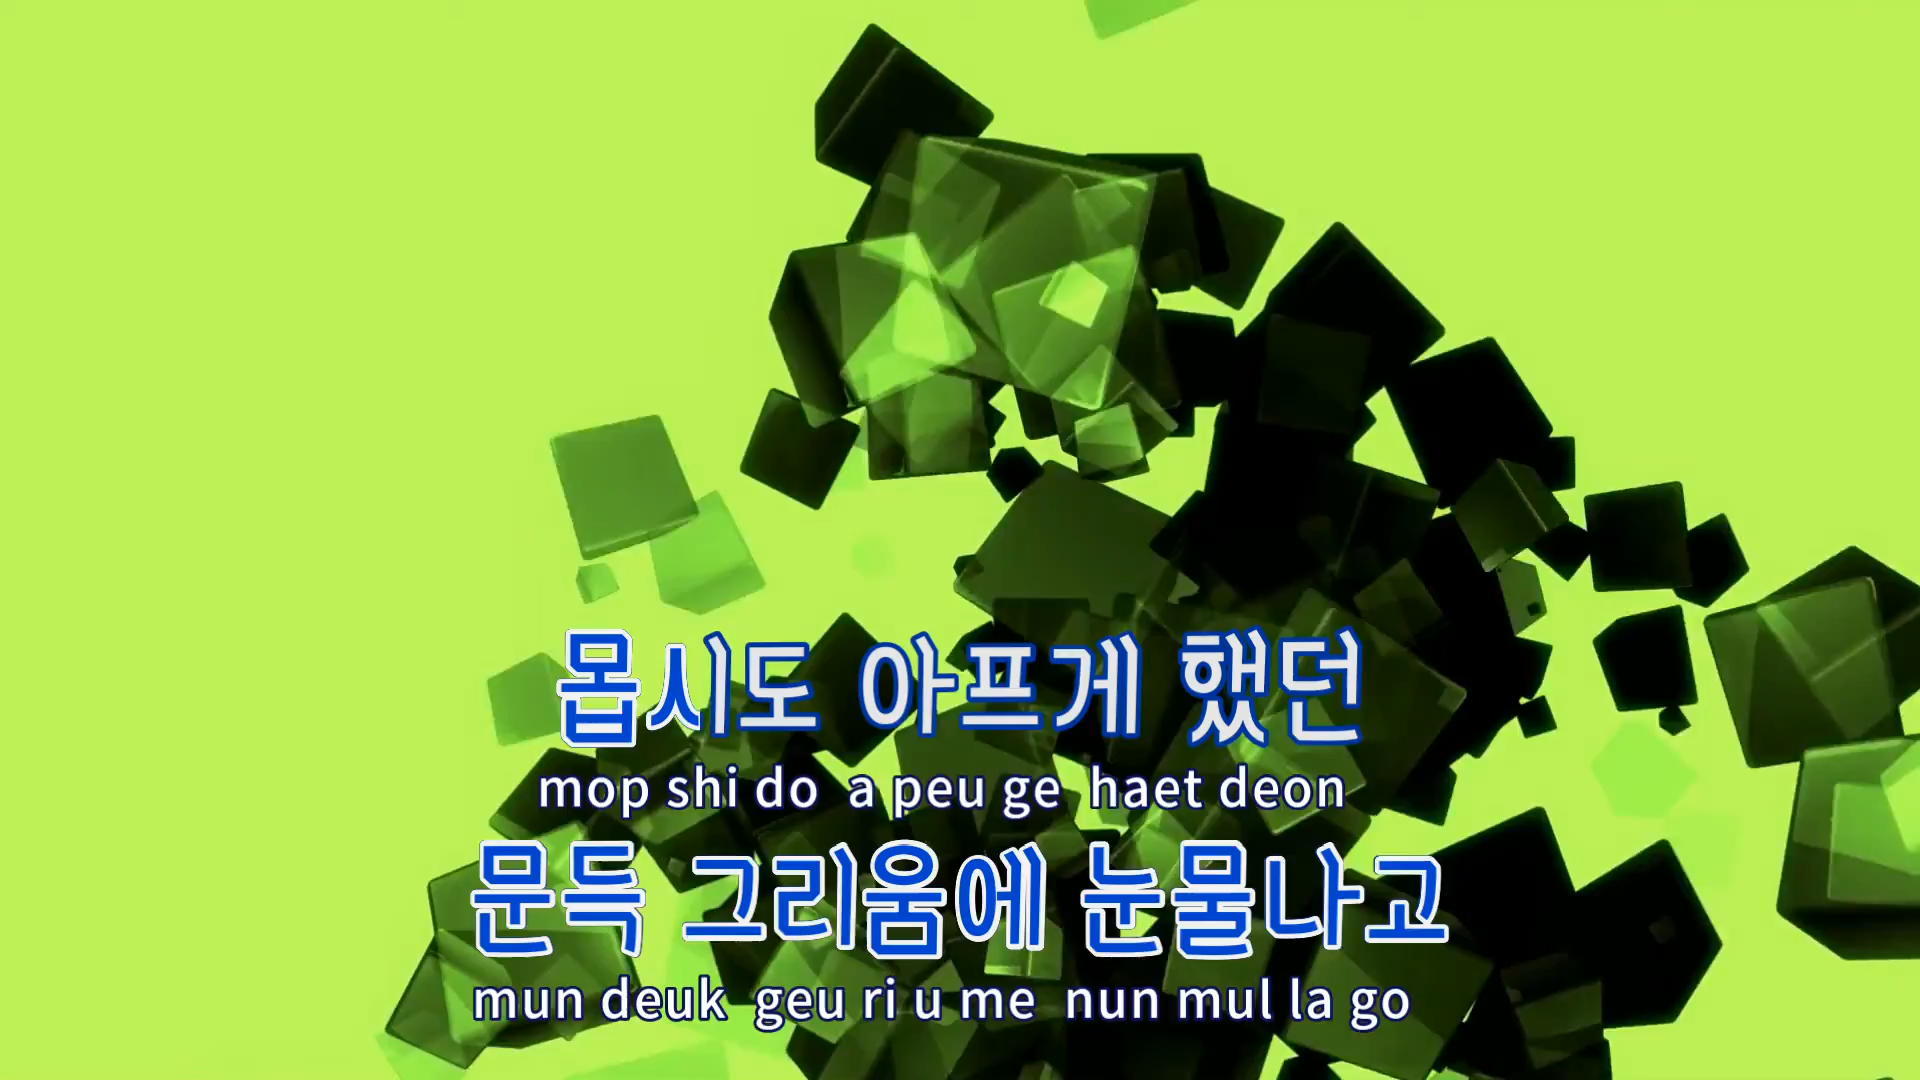 몹시도 아프게 했던
mop shi do a peu ge haet deon
문득 그리움에 눈물나고
mun deuk geu ri u me nun mul la go